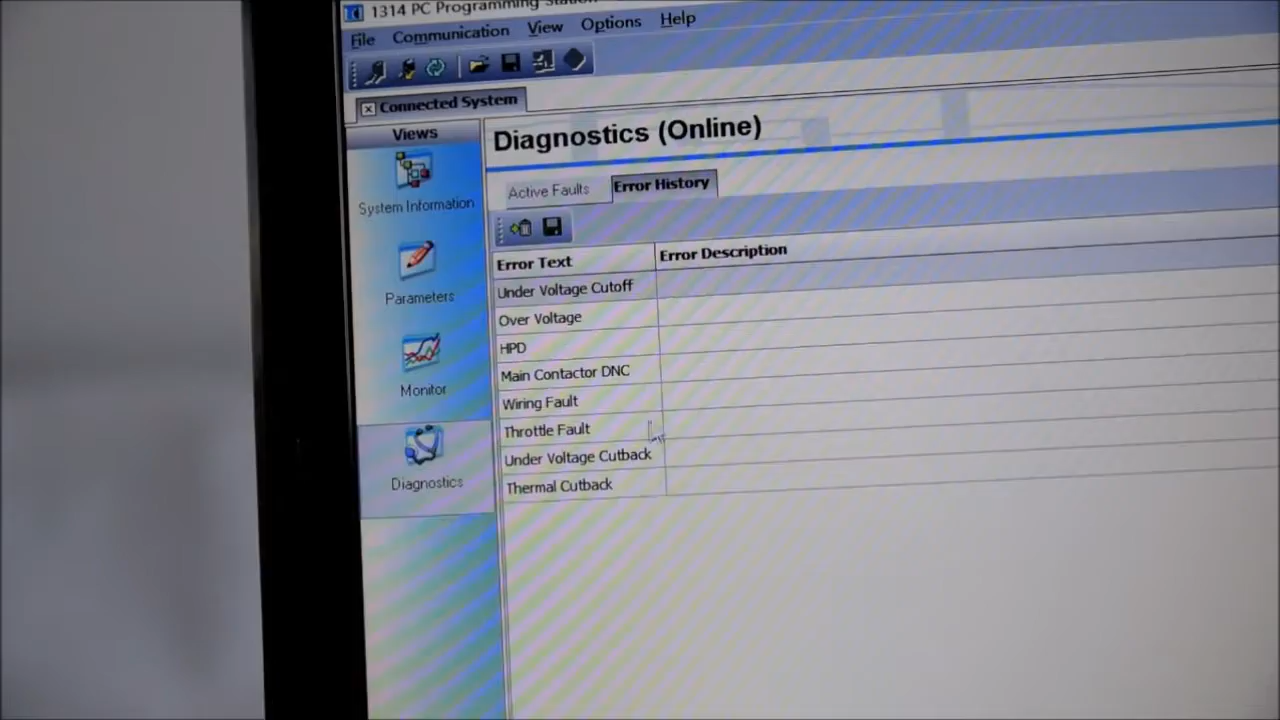 1314 PC Programming Station
File Communication View Options Help
Connected System
Views
Diagnostics (Online)
System Information
Active Faults Error History
Error Text Error Description
Under Voltage Cutoff
Parameters
Over Voltage
HPD
Main Contactor DNC
Monitor
Wiring Fault
Throttle Fault
Under Voltage Cutback
Diagnostics
Thermal Cutback